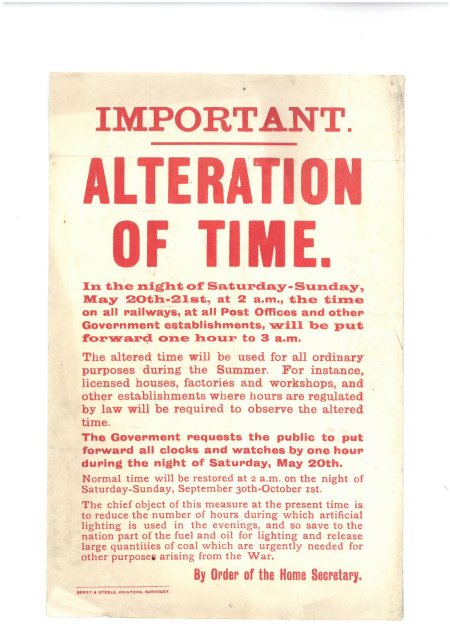 IMPORTANT.
ALTERATION
OF TIME.
In the night of Saturday-Sunday,
May 20th-21st, at 2 a.m., the time
on all railways, at all Post Offices and other
Government establishments, will be put
forward one hour to 3 a.m.
The altered time will be used for all ordinary
purposes during the Summer. For instance,
licensed houses, factories and workshops, and
other establishments where hours are regulated
by law will be required to observe the altered
time.
The Goverment requests the public to put
forward all clocks and watches by one hour
during the night of Saturday, May 20th.
Normal time will be restored at 2 a.m. on the night of
Saturday-Sunday, September 30th-October 1st.
The chief object of this measure at the present time is
to reduce the number of hours during which artificial
lighting is used in the evenings, and so save to the
nation part of the fuel and oil for lighting and release
large quantities of coal which are urgently needed for
other purposes arising from the War.
By Order of the Home Secretary.
BERRY & STEELE, PRINTERS, BARNSLEY.